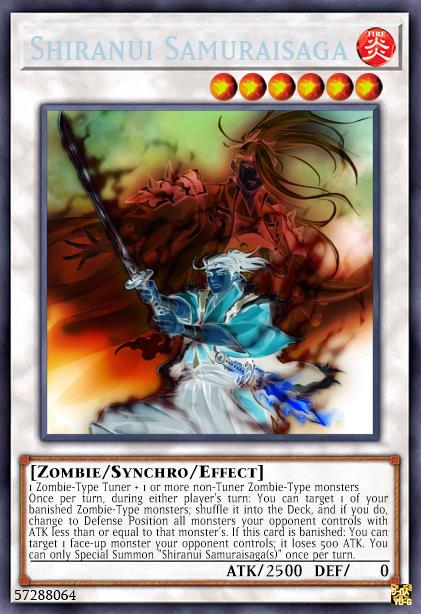 Shiranui Samuraisaga
FIRE
炎
[Zombie/Synchro/Effect]
1 Zombie-Type Tuner + 1 or more non-Tuner Zombie-Type monsters
Once per turn, during either player's turn: You can target 1 of your
banished Zombie-Type monsters; shuffle it into the Deck, and if you do,
change to Defense Position all monsters your opponent controls with
ATK less than or equal to that monster's. If this card is banished: You can
target 1 face-up monster your opponent controls; it loses 500 ATK. You
can only Special Summon "Shiranui Samuraisaga(s)" once per turn.
ATK/2500 DEF/ 0
57288064